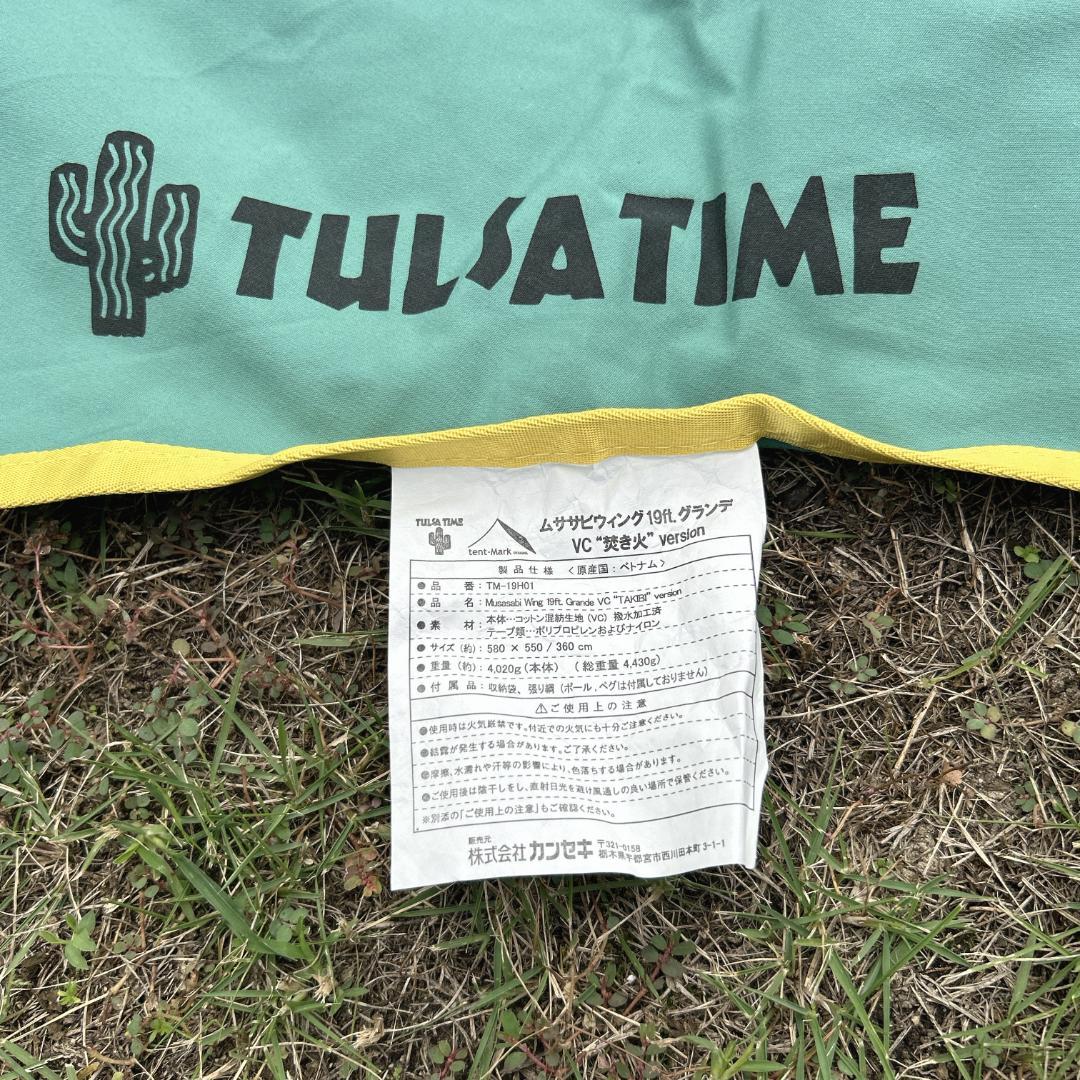 TULSATIME
TULSA TIME
tent-Mark DESIGNS
ムササビウィング 19ft. グランデ
VC “焚き火” version
製品仕様 〈原産国：ベトナム〉
●品 番：TM-19H01
●品 名：Musasabi Wing 19ft. Grande VC “TAKIBI” version
●素 材：本体…コットン混紡生地 (VC) 撥水加工済
テープ類…ポリプロピレンおよびナイロン
●サイズ (約)：580 × 550 / 360 cm
●重量 (約)：4,020g (本体) (総重量 4,430g)
●付属品：収納袋、張り綱 (ポール、ペグは付属しておりません)
⚠ご使用上の注意
●使用時は火気厳禁です。付近での火気にも十分ご注意ください。
●結露が発生する場合があります。ご了承ください。
●摩擦、水濡れや汗等の影響により、色落ちする場合があります。
●ご使用後は陰干しをし、直射日光を避け風通しの良い場所で保管ください。
※別添の「ご使用上の注意」もご確認ください。
販売元
株式会社カンセキ 〒321-0158
栃木県宇都宮市西川田本町 3-1-1